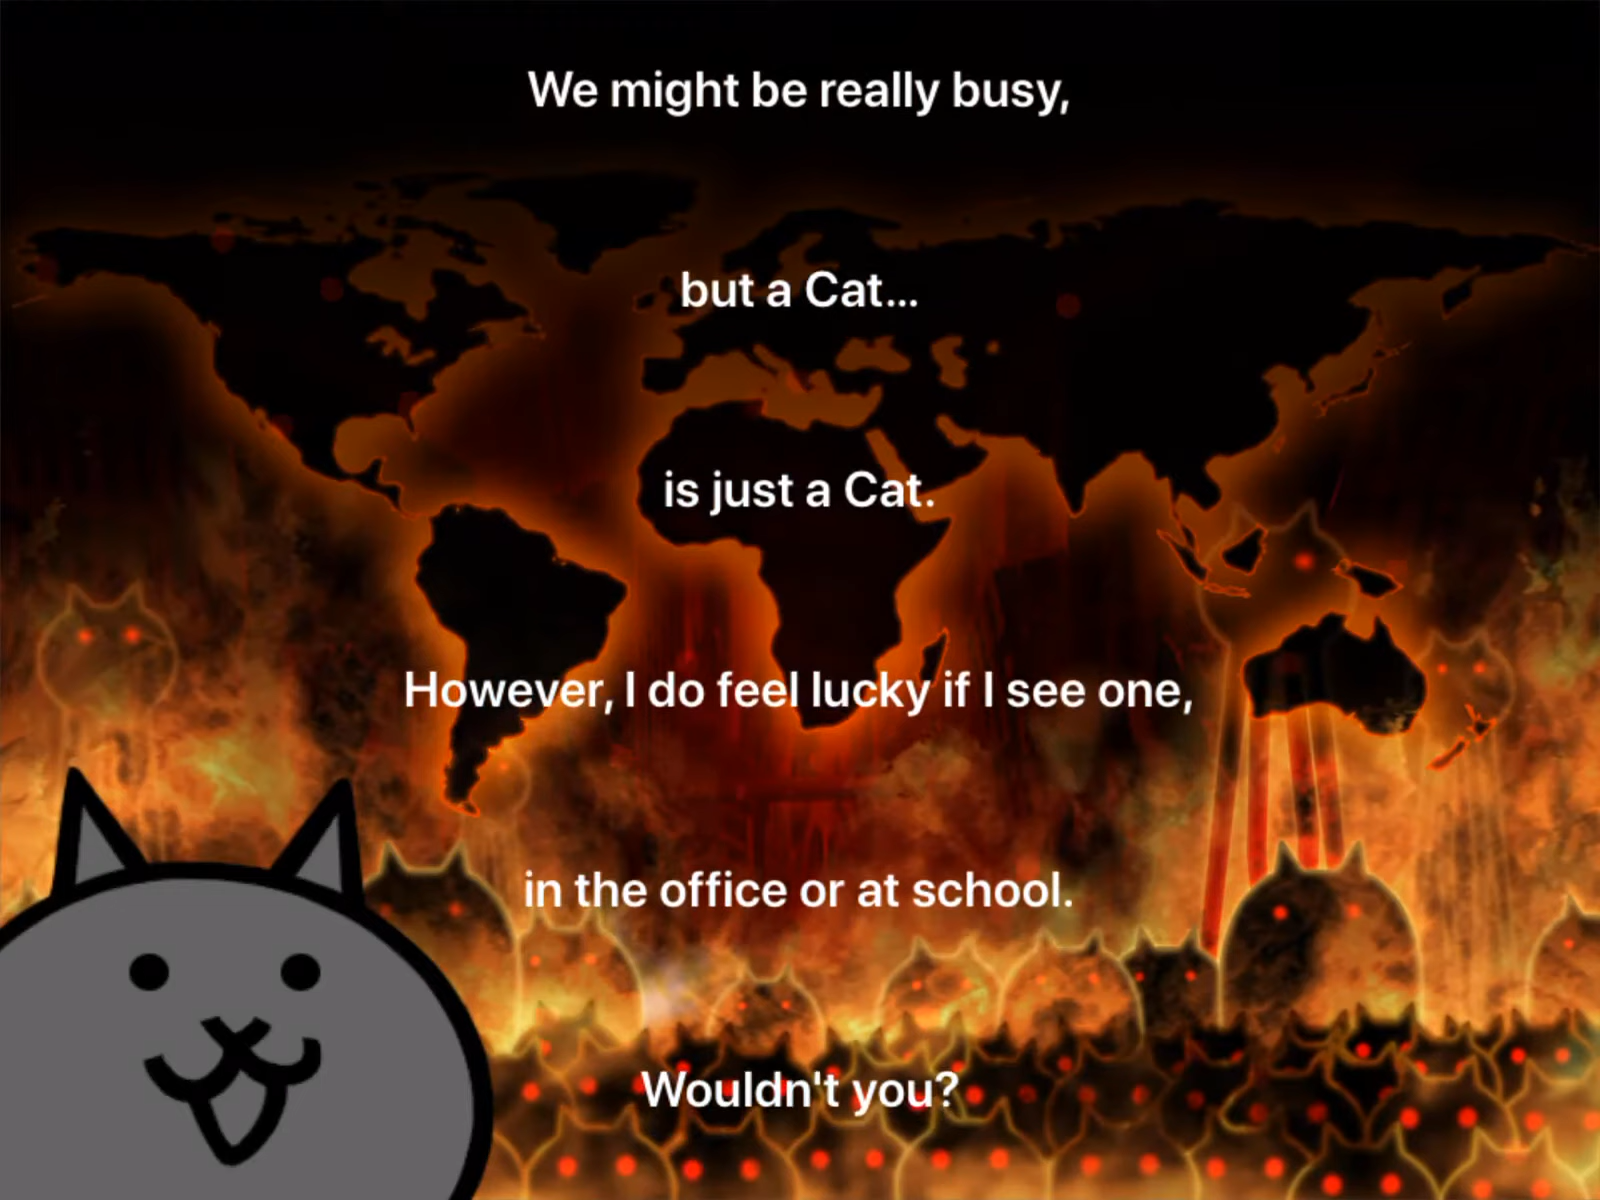 We might be really busy,
but a Cat...
is just a Cat.
However, I do feel lucky if I see one,
in the office or at school.
Wouldn't you?